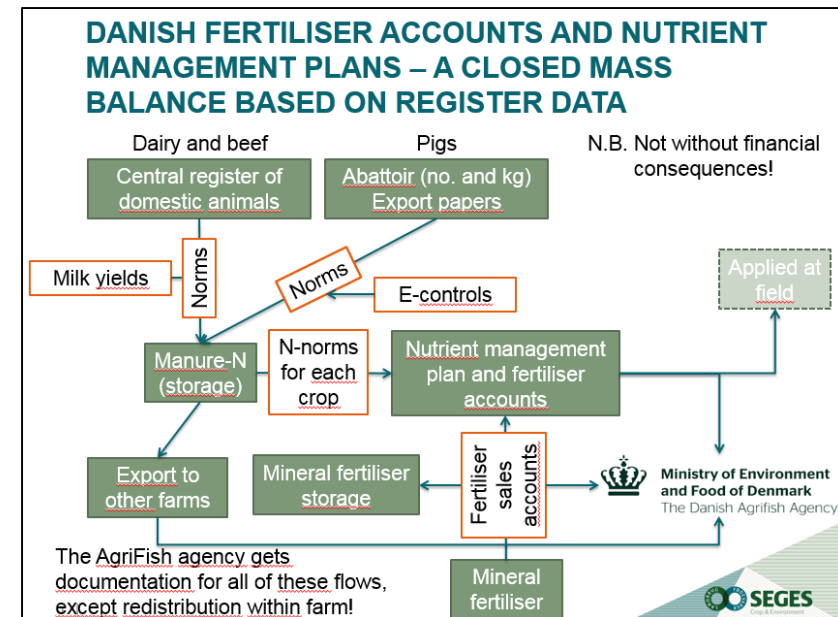 DANISH FERTILISER ACCOUNTS AND NUTRIENT
MANAGEMENT PLANS – A CLOSED MASS
BALANCE BASED ON REGISTER DATA
Dairy and beef
Pigs
N.B. Not without financial
consequences!
Central register of
domestic animals
Abattoir (no. and kg)
Export papers
Milk yields
Norms
Norms
E-controls
Applied at
field
Manure-N
(storage)
N-norms
for each
crop
Nutrient management
plan and fertiliser
accounts
Export to
other farms
Mineral fertiliser
storage
Fertiliser
sales
accounts
Ministry of Environment
and Food of Denmark
The Danish Agrifish Agency
The AgriFish agency gets
documentation for all of these flows,
except redistribution within farm!
Mineral
fertiliser
SEGES
Crop & Environment